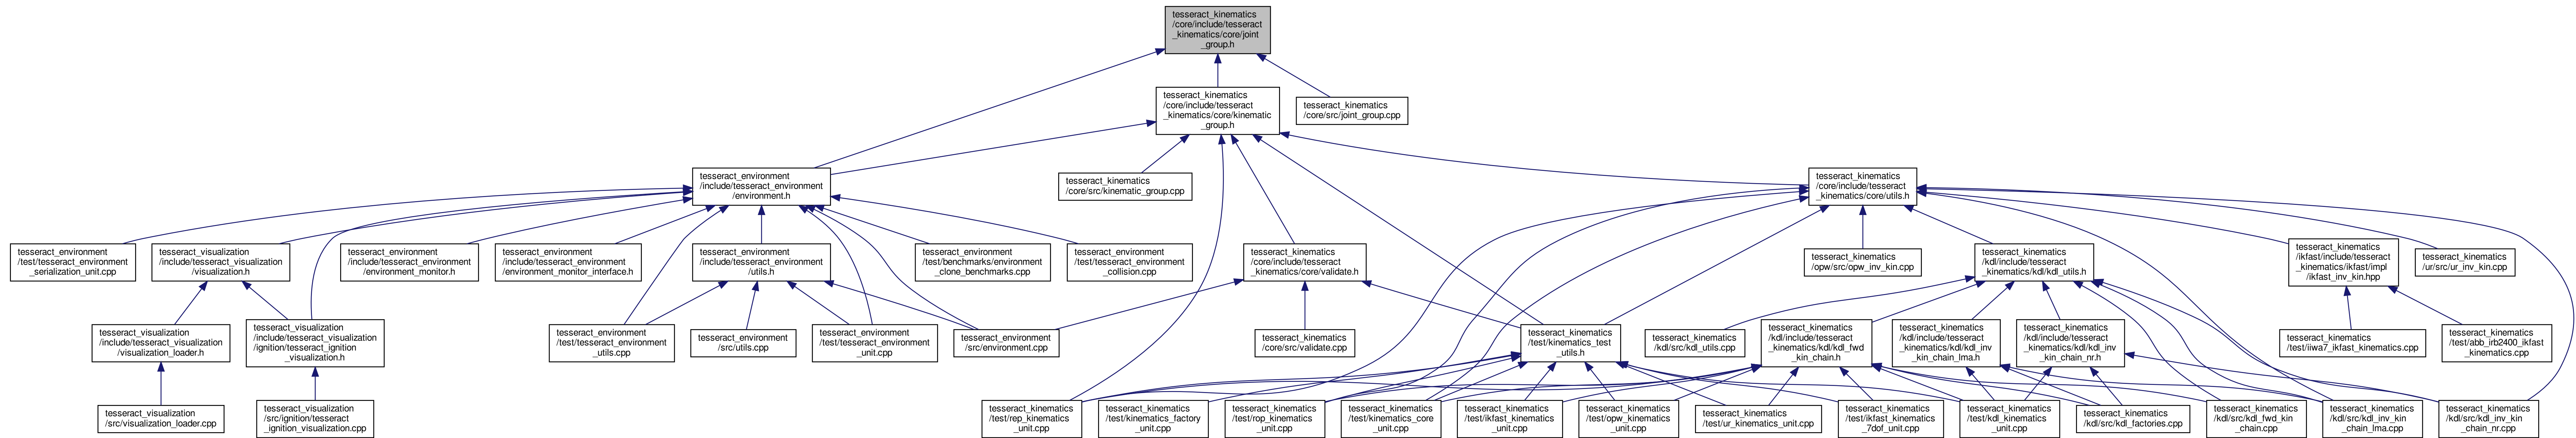 tesseract_kinematics
/core/include/tesseract
_kinematics/core/joint
_group.h
tesseract_kinematics
/core/include/tesseract
_kinematics/core/kinematic
_group.h
tesseract_kinematics
/core/src/joint_group.cpp
tesseract_environment
/include/tesseract_environment
/environment.h
tesseract_kinematics
/core/src/kinematic_group.cpp
tesseract_kinematics
/core/include/tesseract
_kinematics/core/utils.h
tesseract_environment
/test/tesseract_environment
_serialization_unit.cpp
tesseract_visualization
/include/tesseract_visualization
/visualization.h
tesseract_environment
/include/tesseract_environment
/environment_monitor.h
tesseract_environment
/include/tesseract_environment
/environment_monitor_interface.h
tesseract_environment
/include/tesseract_environment
/utils.h
tesseract_environment
/test/benchmarks/environment
_clone_benchmarks.cpp
tesseract_environment
/test/tesseract_environment
_collision.cpp
tesseract_kinematics
/core/include/tesseract
_kinematics/core/validate.h
tesseract_kinematics
/opw/src/opw_inv_kin.cpp
tesseract_kinematics
/kdl/include/tesseract
_kinematics/kdl/kdl_utils.h
tesseract_kinematics
/ikfast/include/tesseract
_kinematics/ikfast/impl
/ikfast_inv_kin.hpp
tesseract_kinematics
/ur/src/ur_inv_kin.cpp
tesseract_visualization
/include/tesseract_visualization
/visualization_loader.h
tesseract_visualization
/include/tesseract_visualization
/ignition/tesseract_ignition
_visualization.h
tesseract_environment
/test/tesseract_environment
_utils.cpp
tesseract_environment
/src/utils.cpp
tesseract_environment
/test/tesseract_environment
_unit.cpp
tesseract_environment
/src/environment.cpp
tesseract_kinematics
/core/src/validate.cpp
tesseract_kinematics
/test/kinematics_test
_utils.h
tesseract_kinematics
/kdl/src/kdl_utils.cpp
tesseract_kinematics
/kdl/include/tesseract
_kinematics/kdl/kdl_fwd
_kin_chain.h
tesseract_kinematics
/kdl/include/tesseract
_kinematics/kdl/kdl_inv
_kin_chain_lma.h
tesseract_kinematics
/kdl/include/tesseract
_kinematics/kdl/kdl_inv
_kin_chain_nr.h
tesseract_kinematics
/test/iiwa7_ikfast_kinematics.cpp
tesseract_kinematics
/test/abb_irb2400_ikfast
_kinematics.cpp
tesseract_visualization
/src/visualization_loader.cpp
tesseract_visualization
/src/ignition/tesseract
_ignition_visualization.cpp
tesseract_kinematics
/test/rep_kinematics
_unit.cpp
tesseract_kinematics
/test/kinematics_factory
_unit.cpp
tesseract_kinematics
/test/rop_kinematics
_unit.cpp
tesseract_kinematics
/test/kinematics_core
_unit.cpp
tesseract_kinematics
/test/ikfast_kinematics
_unit.cpp
tesseract_kinematics
/test/opw_kinematics
_unit.cpp
tesseract_kinematics
/test/ur_kinematics_unit.cpp
tesseract_kinematics
/test/ikfast_kinematics
_7dof_unit.cpp
tesseract_kinematics
/test/kdl_kinematics
_unit.cpp
tesseract_kinematics
/kdl/src/kdl_factories.cpp
tesseract_kinematics
/kdl/src/kdl_fwd_kin
_chain.cpp
tesseract_kinematics
/kdl/src/kdl_inv_kin
_chain_lma.cpp
tesseract_kinematics
/kdl/src/kdl_inv_kin
_chain_nr.cpp